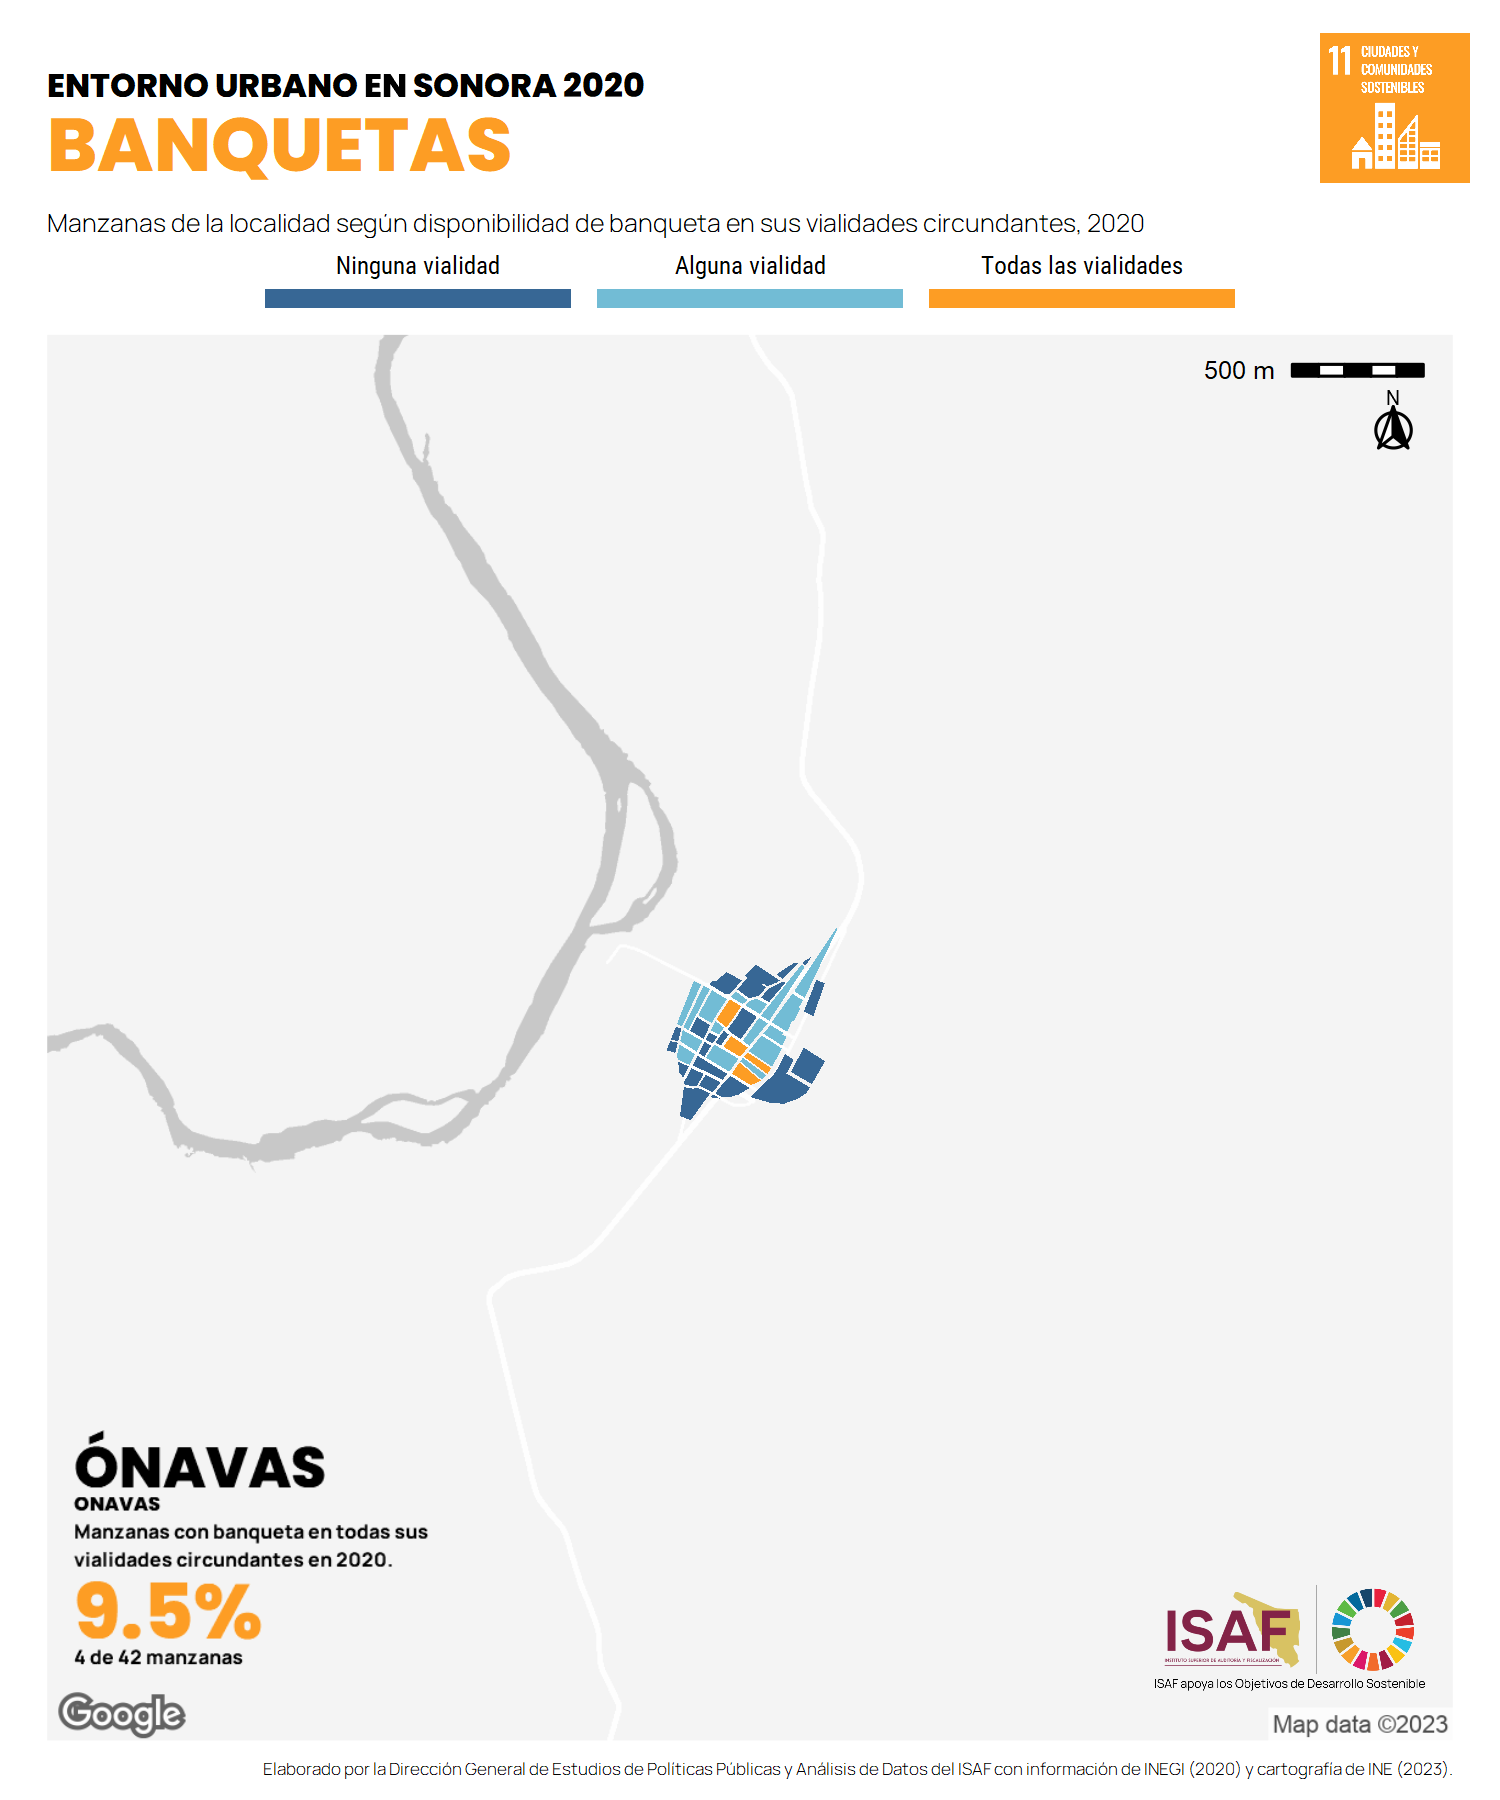 ENTORNO URBANO EN SONORA 2020
BANQUETAS
11 CIUDADES Y
COMUNIDADES
SOSTENIBLES
Manzanas de la localidad según disponibilidad de banqueta en sus vialidades circundantes, 2020
Ninguna vialidad
Alguna vialidad
Todas las vialidades
500 m
N
ÓNAVAS
ONAVAS
Manzanas con banqueta en todas sus
vialidades circundantes en 2020.
9.5%
4 de 42 manzanas
Google
ISAF
INSTITUTO SUPERIOR DE AUDITORÍA Y FISCALIZACIÓN
ISAF apoya los Objetivos de Desarrollo Sostenible
Map data ©2023
Elaborado por la Dirección General de Estudios de Políticas Públicas y Análisis de Datos del ISAF con información de INEGI (2020) y cartografía de INE (2023).